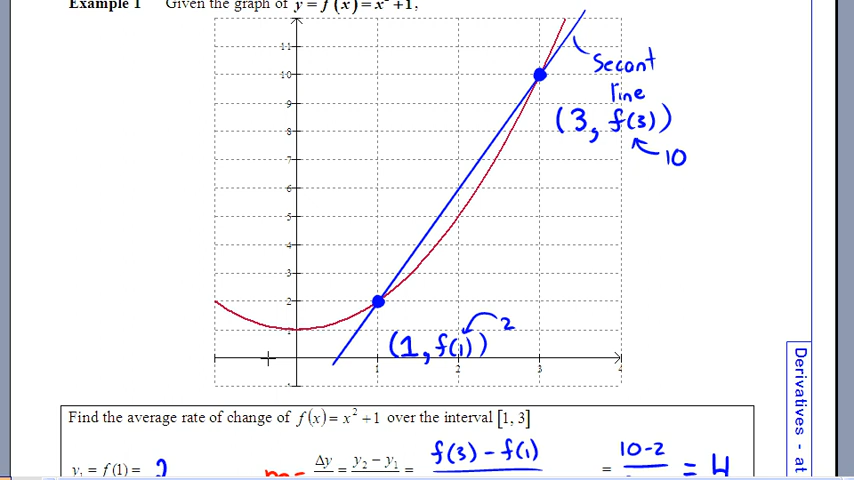 Example 1 Given the graph of y = f(x) = x² +1,
11
10
9
8
7
6
5
4
3
2
1
2
3
4
Secant
line
(3, f(3))
10
(1, f(1))
2
Derivatives - at
Find the average rate of change of f(x) = x² +1 over the interval [1, 3]
y₁ = f(1) = 2
m = Δy = y₂ − y₁ = f(3) − f(1) = 10-2 = 4